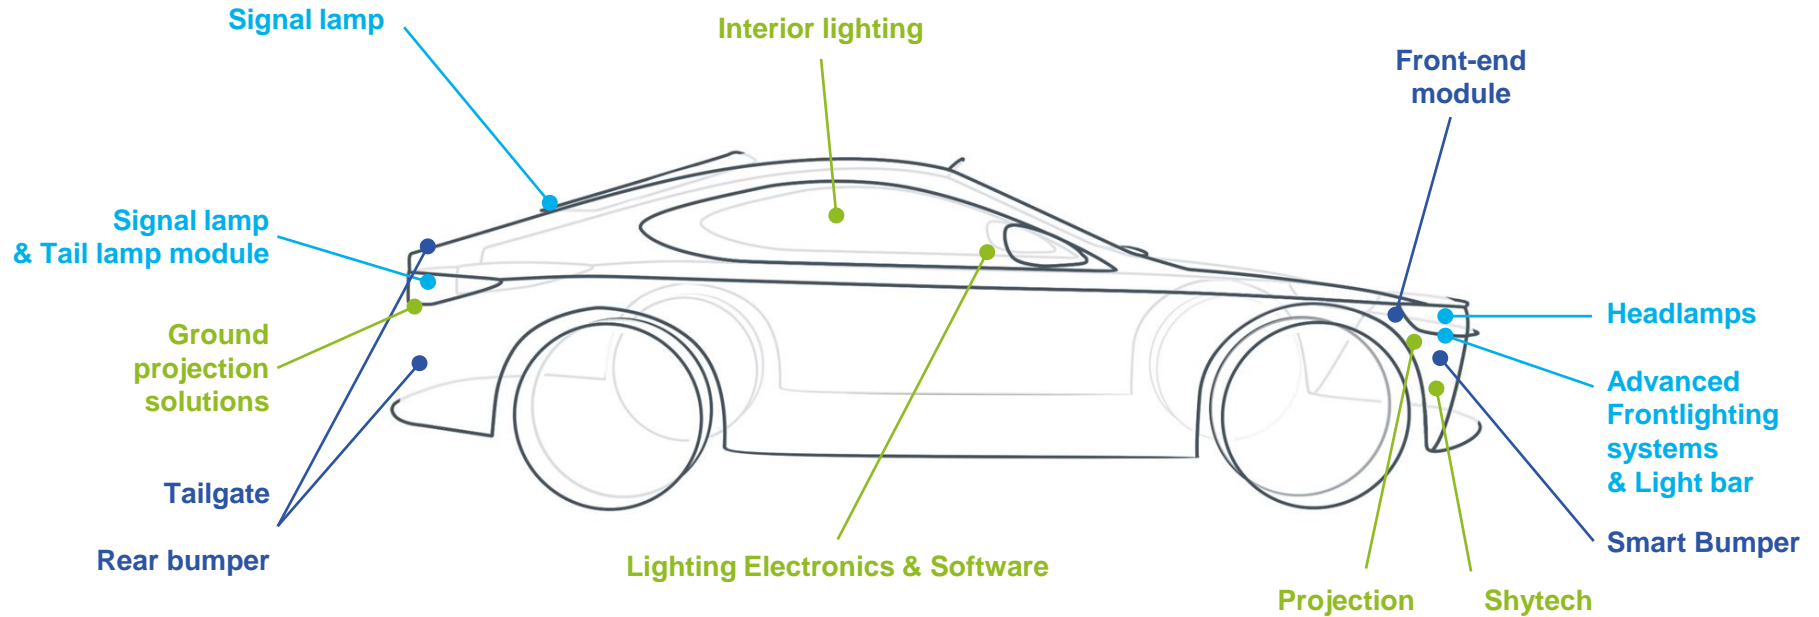 Signal lamp
Interior lighting
Front-end
module
Signal lamp
& Tail lamp module
Ground
projection
solutions
Headlamps
Advanced
Frontlighting
systems
& Light bar
Tailgate
Rear bumper
Lighting Electronics & Software
Smart Bumper
Projection
Shytech